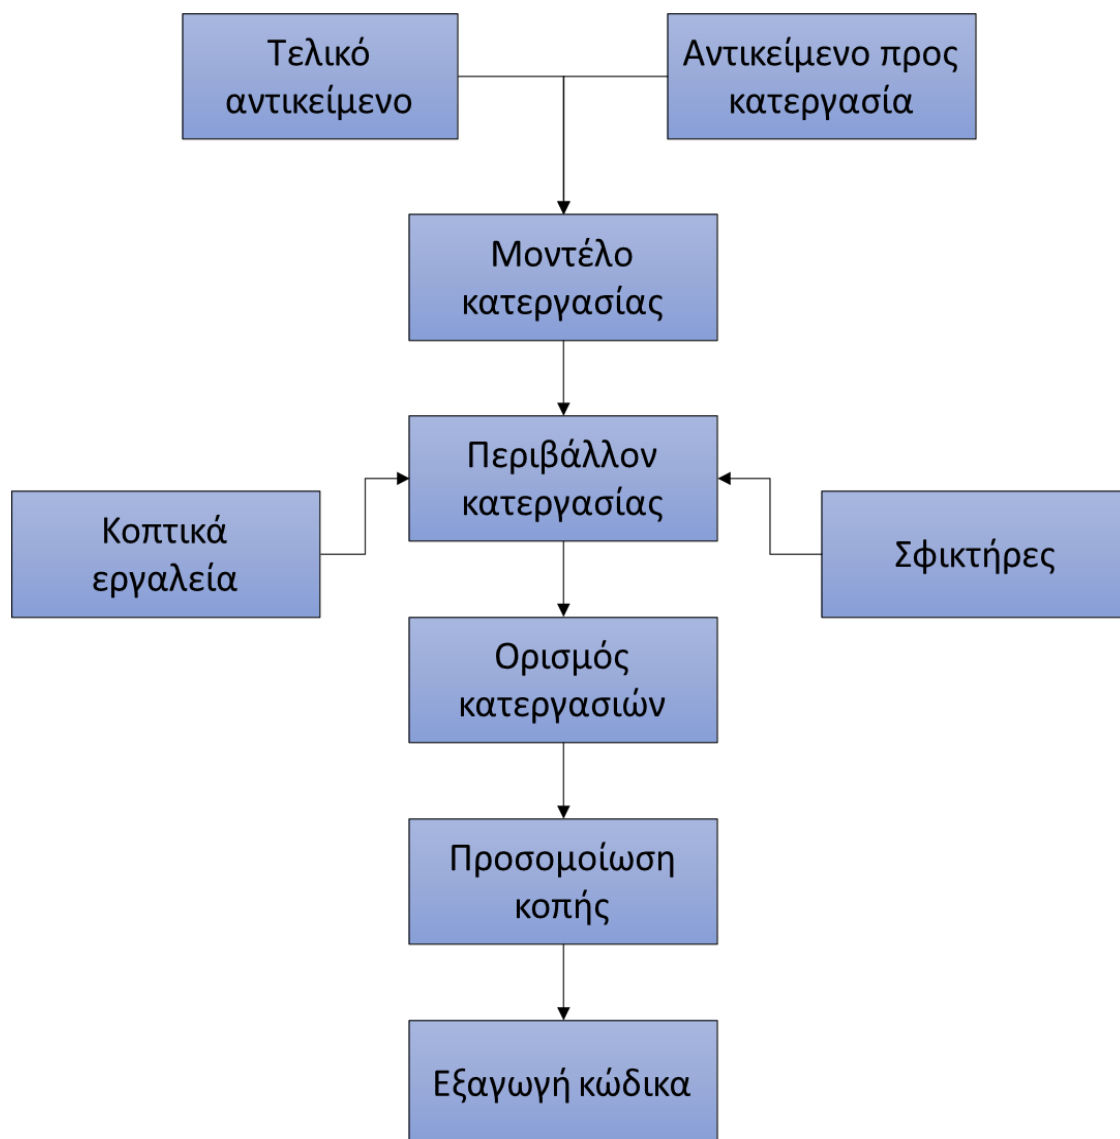 Τελικό
αντικείμενο
Αντικείμενο προς
κατεργασία
Μοντέλο
κατεργασίας
Περιβάλλον
κατεργασίας
Κοπτικά
εργαλεία
Σφικτήρες
Ορισμός
κατεργασιών
Προσομοίωση
κοπής
Εξαγωγή κώδικα